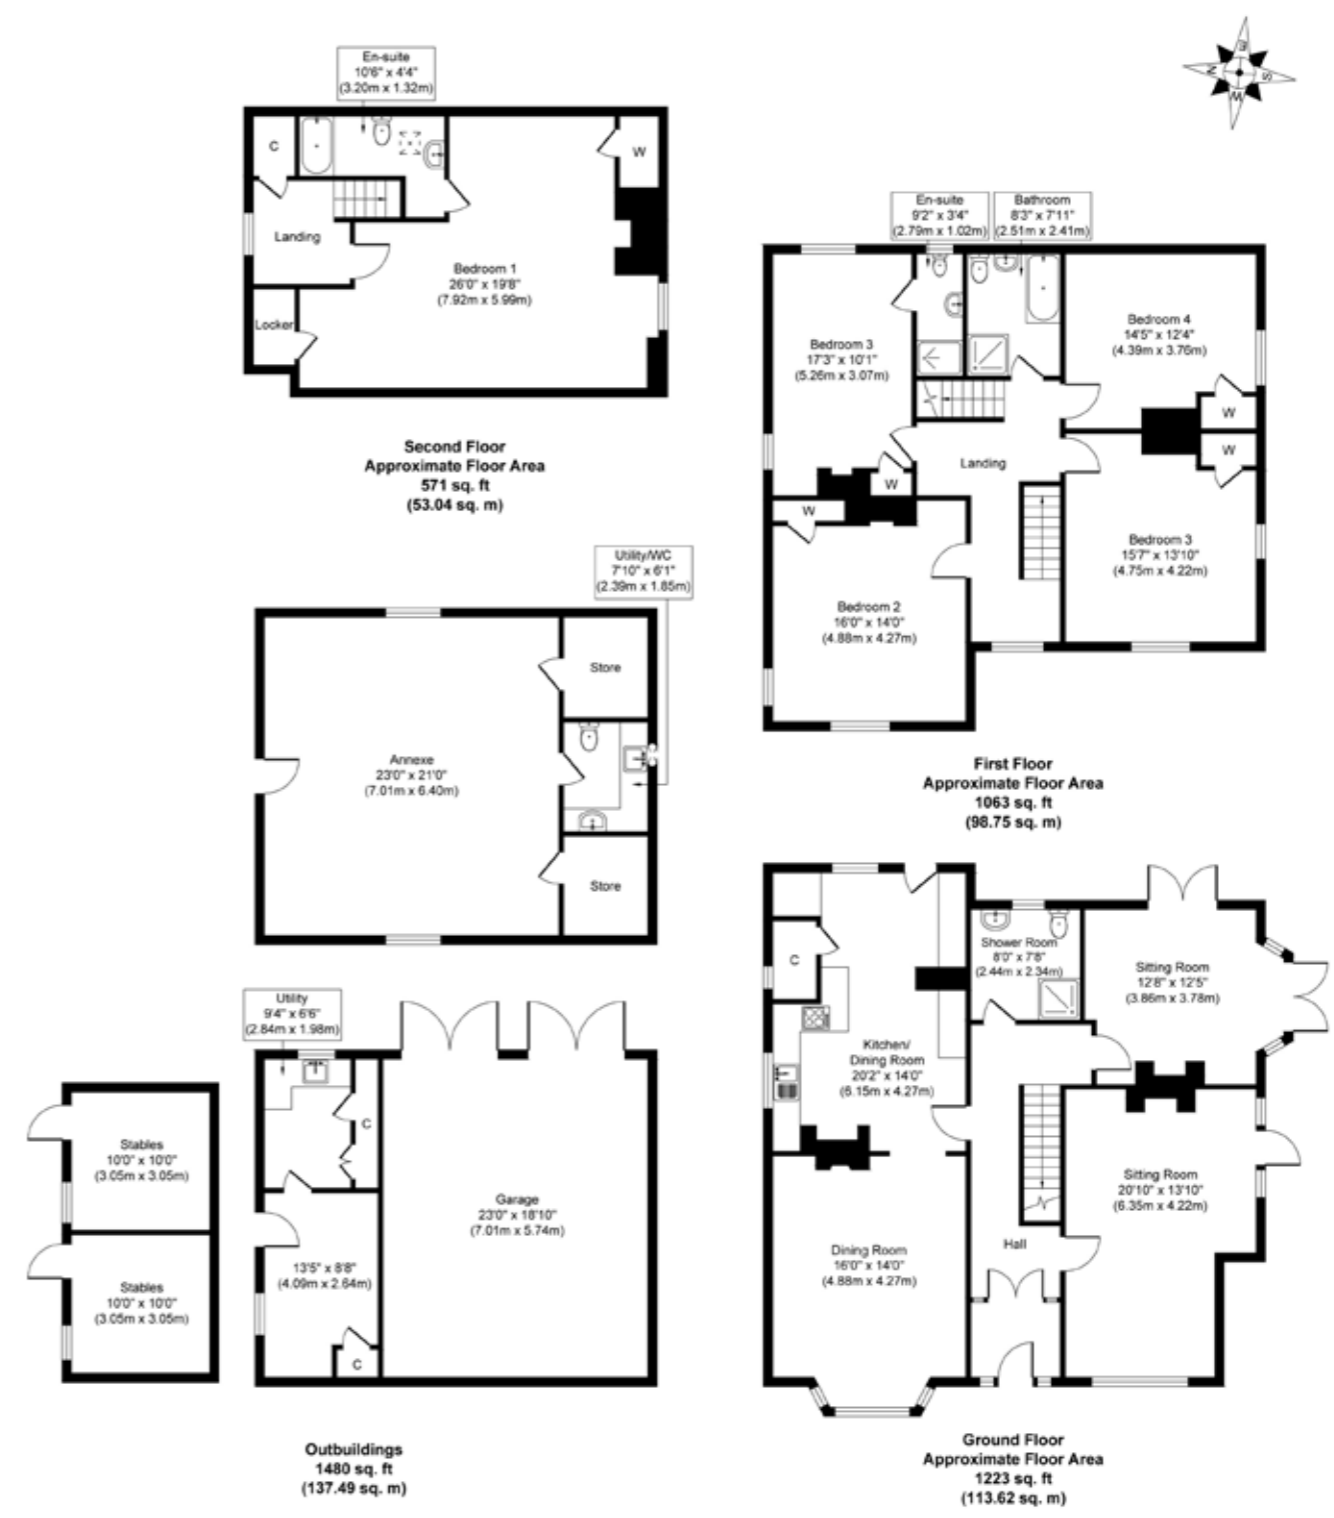 E
N
S
W
En-suite
10'6" x 4'4"
(3.20m x 1.32m)
C
W
Landing
Bedroom 1
26'0" x 19'8"
(7.92m x 5.99m)
Locker
Second Floor
Approximate Floor Area
571 sq. ft
(53.04 sq. m)
En-suite
9'2" x 3'4"
(2.79m x 1.02m)
Bathroom
8'3" x 7'11"
(2.51m x 2.41m)
Bedroom 3
17'3" x 10'1"
(5.26m x 3.07m)
Bedroom 4
14'5" x 12'4"
(4.39m x 3.76m)
W
W
Landing
W
W
Bedroom 3
15'7" x 13'10"
(4.75m x 4.22m)
Bedroom 2
16'0" x 14'0"
(4.88m x 4.27m)
First Floor
Approximate Floor Area
1063 sq. ft
(98.75 sq. m)
Utility/WC
7'10" x 6'1"
(2.39m x 1.85m)
Store
Annexe
23'0" x 21'0"
(7.01m x 6.40m)
Store
Utility
9'4" x 6'6"
(2.84m x 1.98m)
C
Stables
10'0" x 10'0"
(3.05m x 3.05m)
Garage
23'0" x 18'10"
(7.01m x 5.74m)
13'5" x 8'8"
(4.09m x 2.64m)
Stables
10'0" x 10'0"
(3.05m x 3.05m)
C
Outbuildings
1480 sq. ft
(137.49 sq. m)
C
Shower Room
8'0" x 7'8"
(2.44m x 2.34m)
Sitting Room
12'8" x 12'5"
(3.86m x 3.78m)
Kitchen/
Dining Room
20'2" x 14'0"
(6.15m x 4.27m)
Sitting Room
20'10" x 13'10"
(6.35m x 4.22m)
Hall
Dining Room
16'0" x 14'0"
(4.88m x 4.27m)
Ground Floor
Approximate Floor Area
1223 sq. ft
(113.62 sq. m)